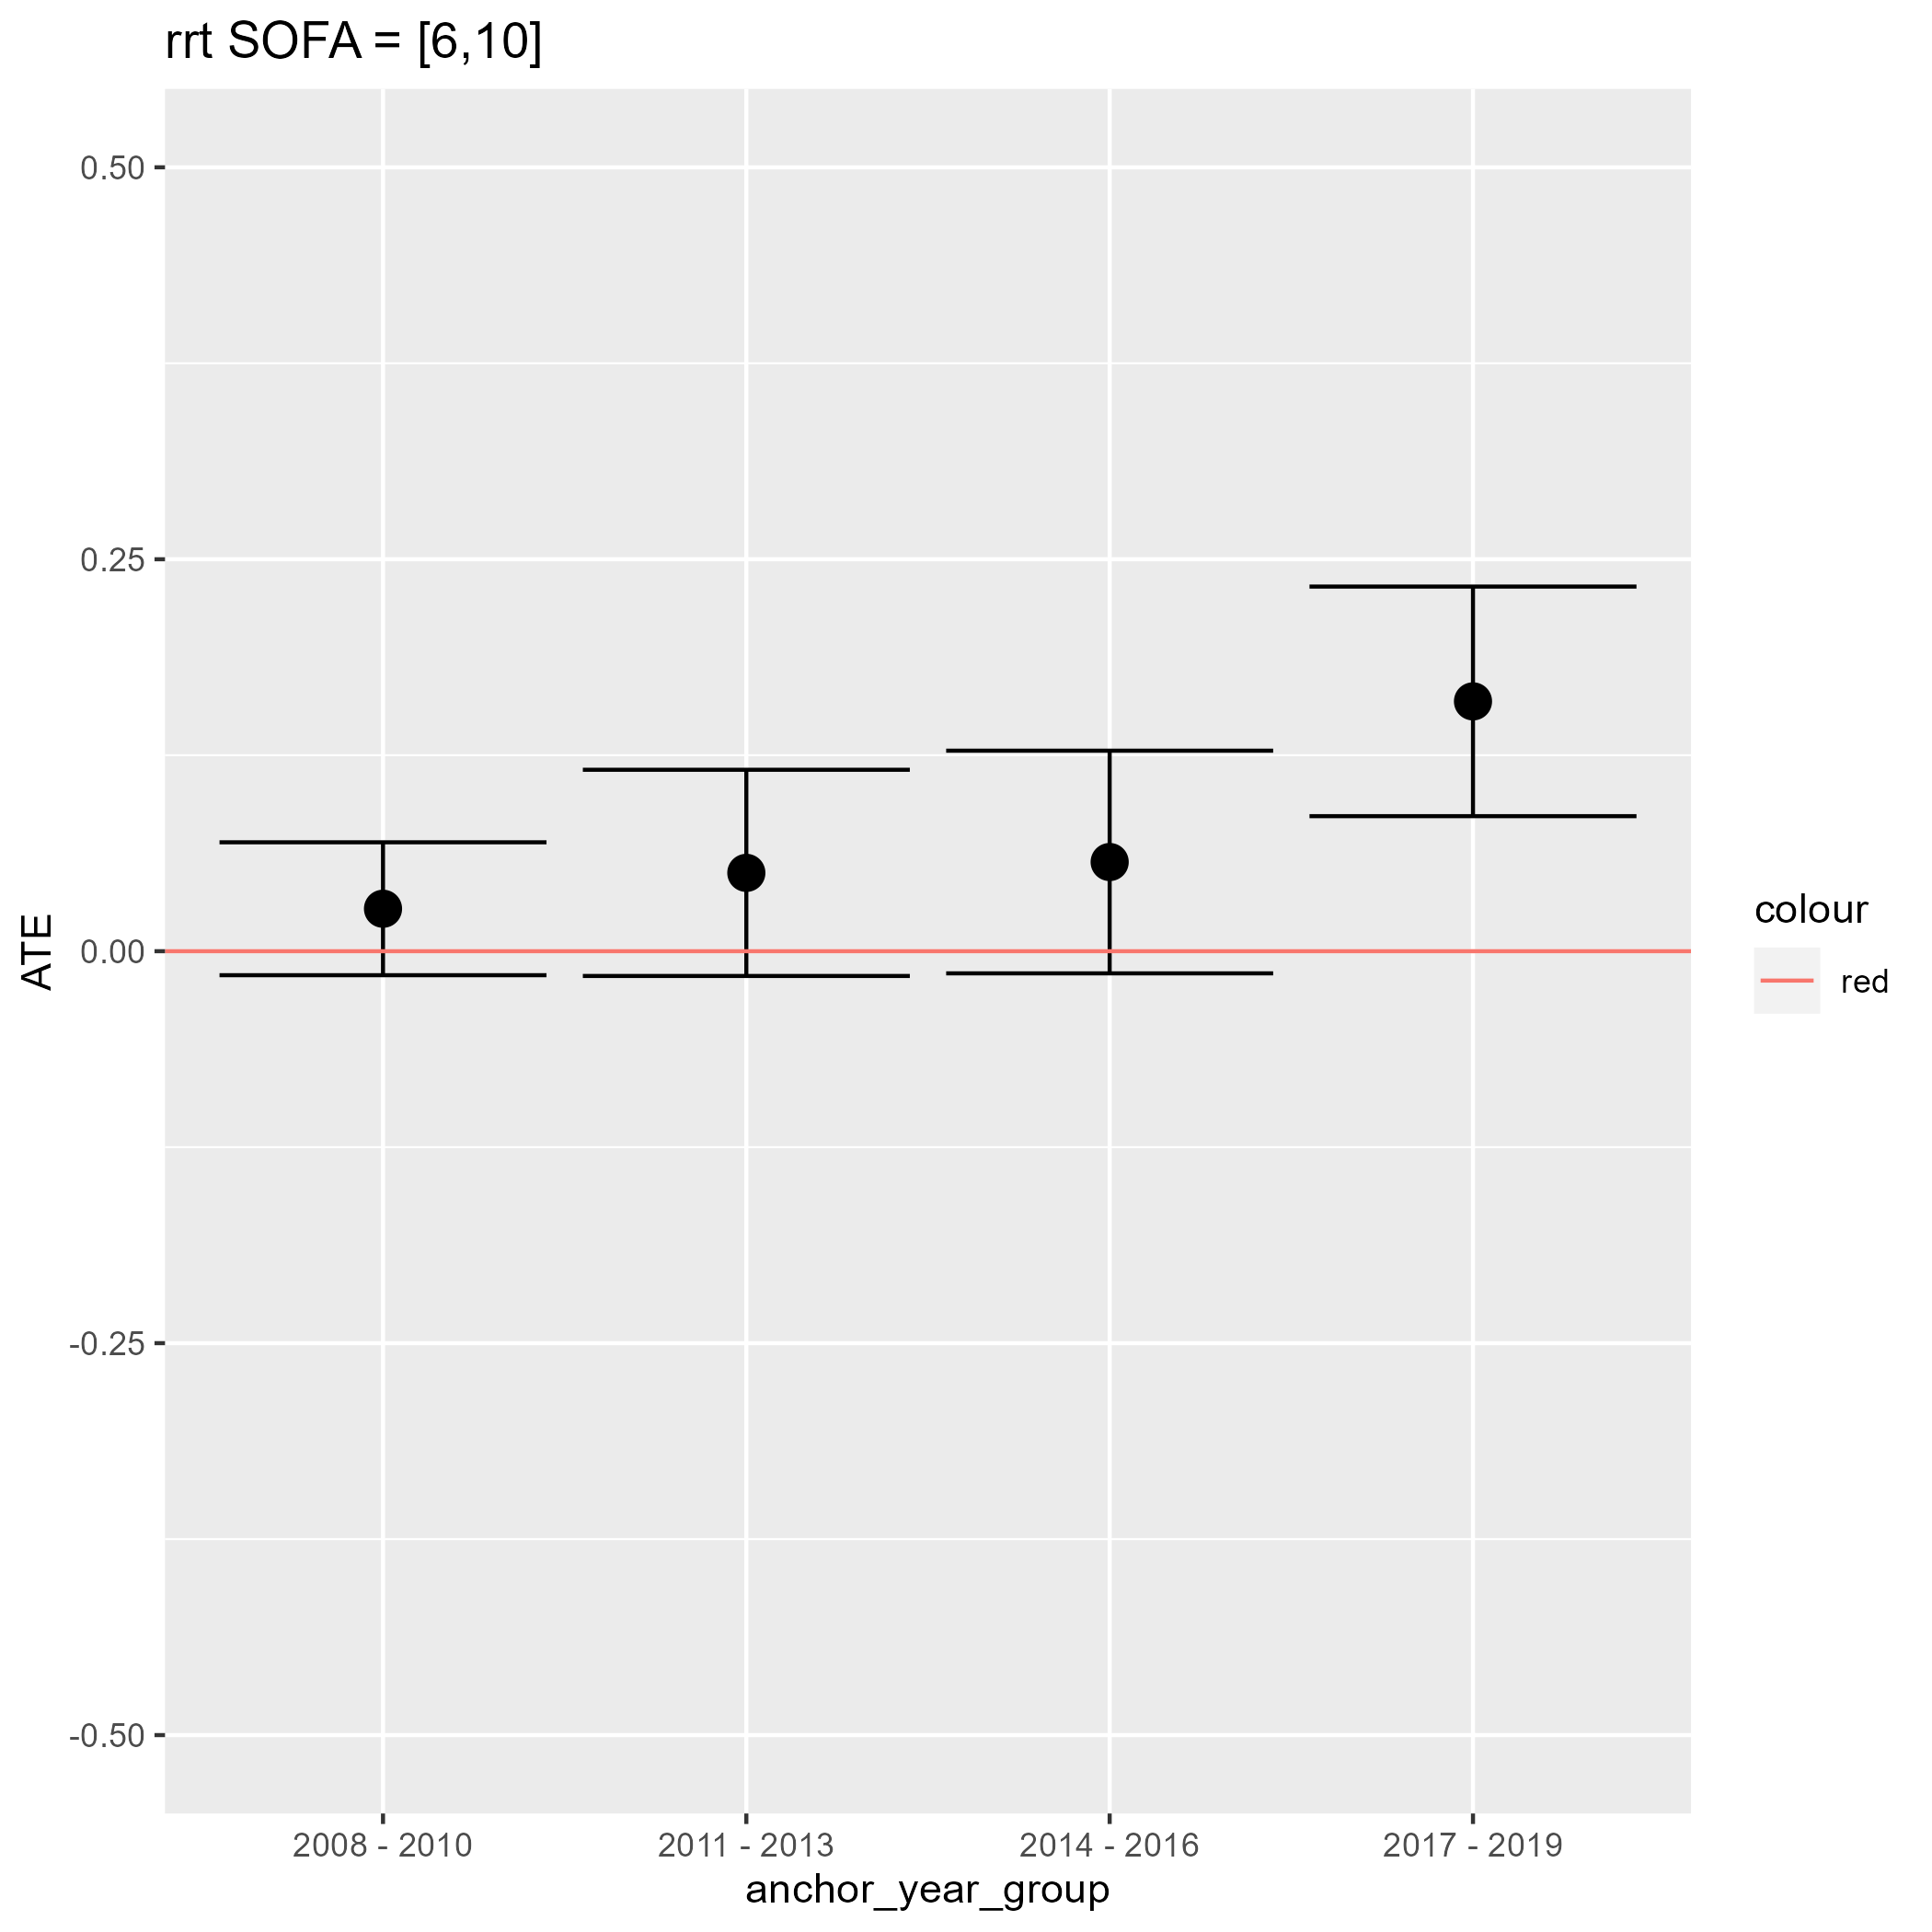 rrt SOFA = [6,10]
0.50
0.25
0.00
-0.25
-0.50
ATE
2008 - 2010
2011 - 2013
2014 - 2016
2017 - 2019
anchor_year_group
colour
red